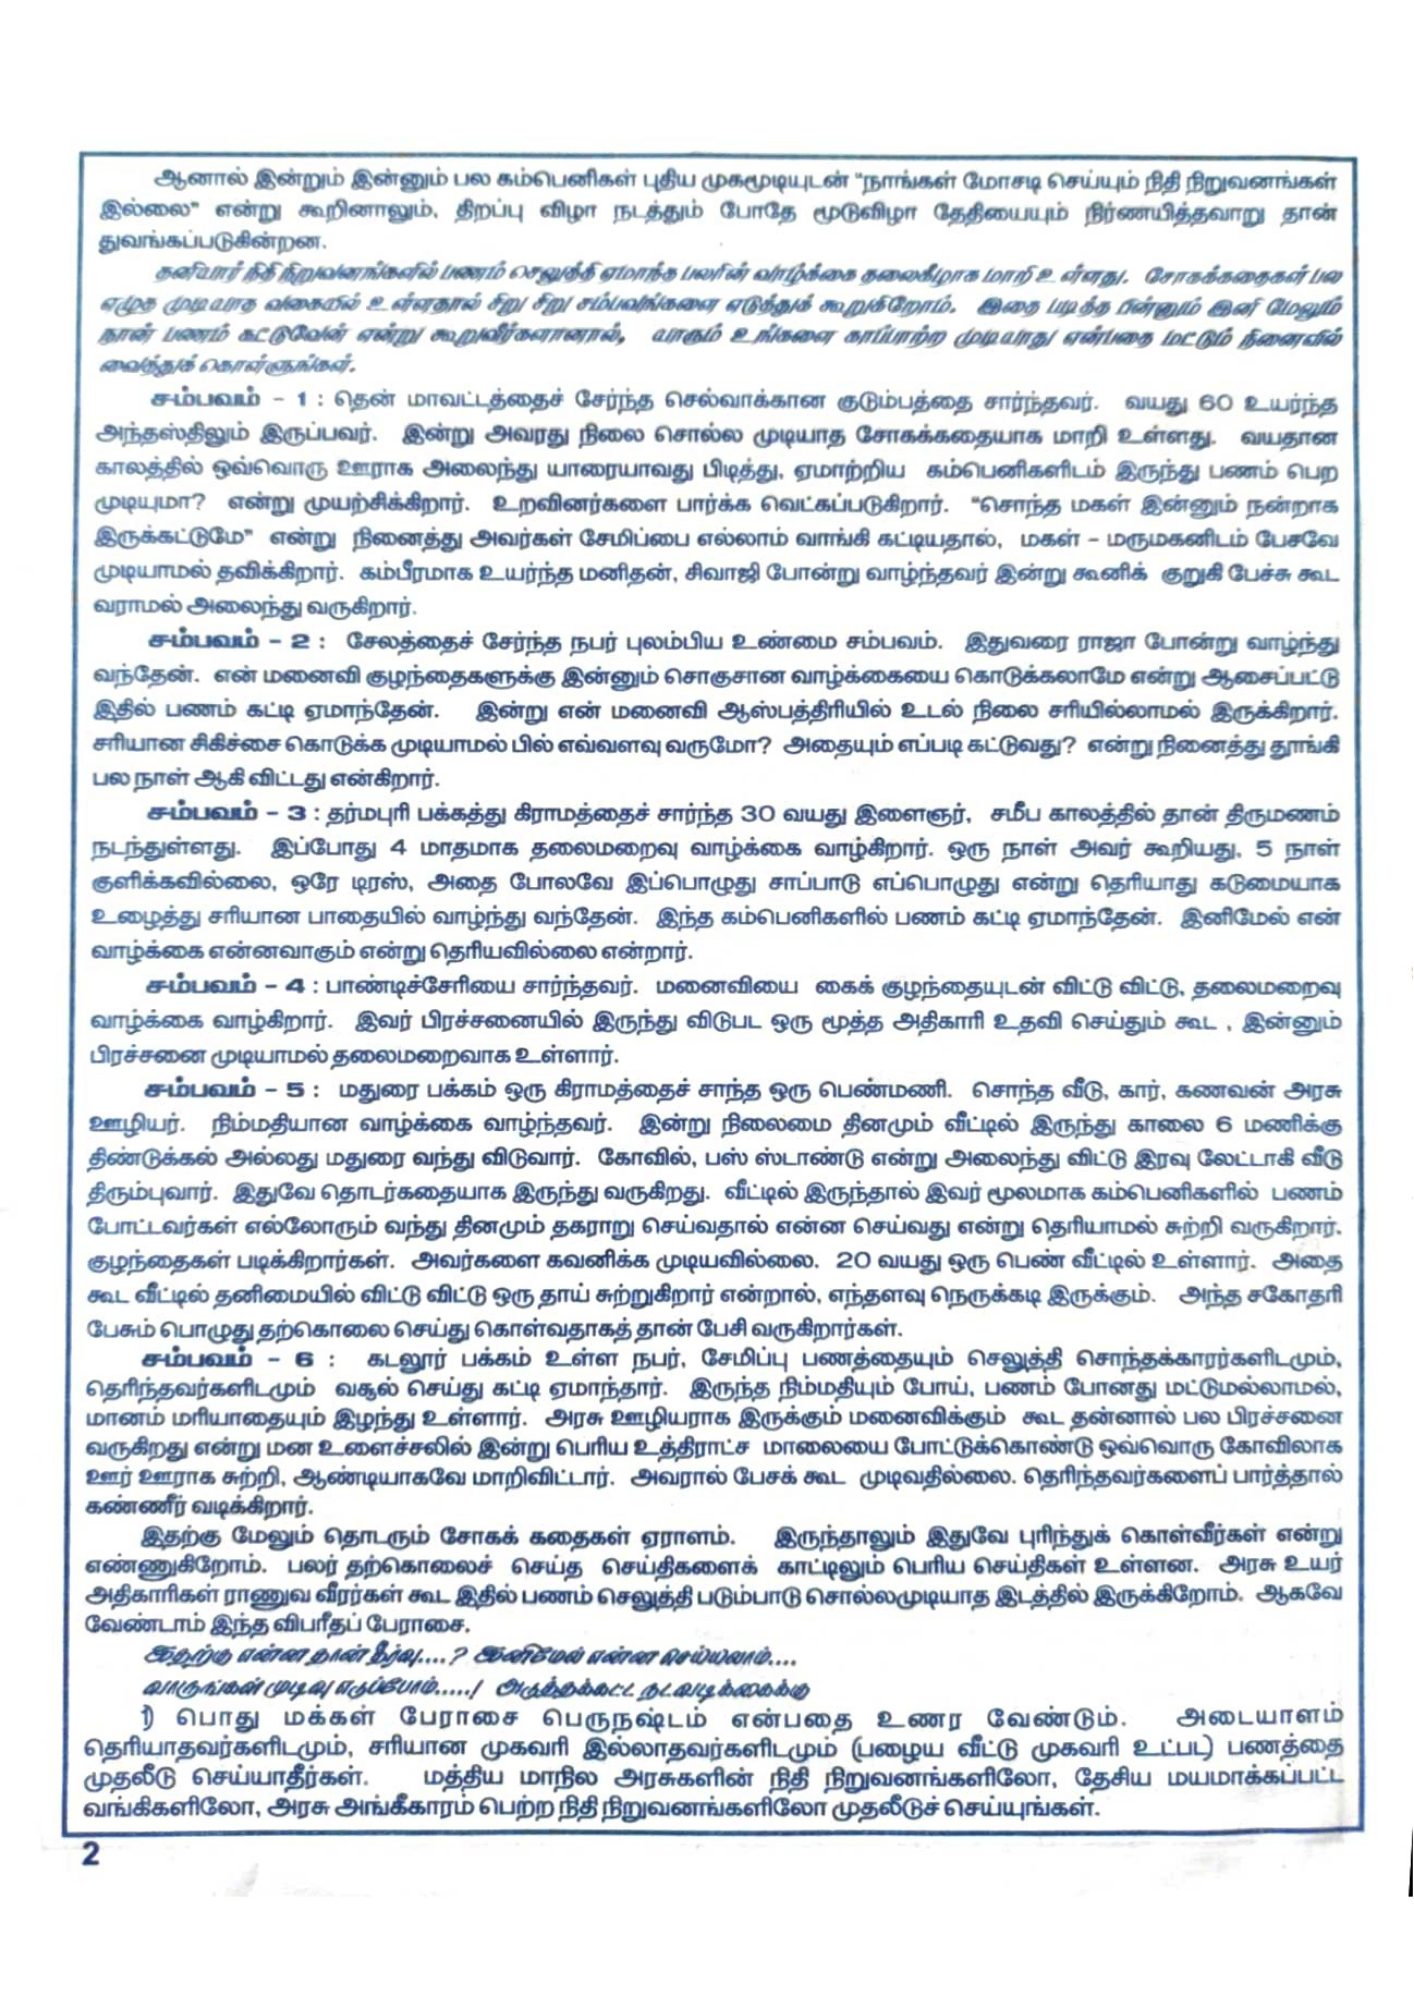 ஆனால் இன்றும் இன்னும் பல கம்பெனிகள் புதிய முகமூடியுடன் "நாங்கள் மோசடி செய்யும் நிதி நிறுவனங்கள்
இல்லை" என்று கூறினாலும், திறப்பு விழா நடத்தும் போதே மூடுவிழா தேதியையும் நிர்ணயித்தவாறு தான்
துவங்கப்படுகின்றன.
தனியார் நிதி நிறுவனங்களில் பணம் செலுத்தி ஏமாந்த பலரின் வாழ்க்கை தலைகீழாக மாறி உள்ளது. சோகக்கதைகள் பல
எழுத முடியாத வகையில் உள்ளதால் சிறு சிறு சம்பவங்களை எடுத்துக் கூறுகிறோம். இதை படித்த பின்னும் இனி மேலும்
நான் பணம் கட்டுவேன் என்று கூறுவீர்களானால், யாரும் உங்களை காப்பாற்ற முடியாது என்பதை மட்டும் நினைவில்
வைத்துக் கொள்ளுங்கள்.
சம்பவம் - 1 : தென் மாவட்டத்தைச் சேர்ந்த செல்வாக்கான குடும்பத்தை சார்ந்தவர். வயது 60 உயர்ந்த
அந்தஸ்திலும் இருப்பவர். இன்று அவரது நிலை சொல்ல முடியாத சோகக்கதையாக மாறி உள்ளது. வயதான
காலத்தில் ஒவ்வொரு ஊராக அலைந்து யாரையாவது பிடித்து, ஏமாற்றிய கம்பெனிகளிடம் இருந்து பணம் பெற
முடியுமா? என்று முயற்சிக்கிறார். உறவினர்களை பார்க்க வெட்கப்படுகிறார். "சொந்த மகள் இன்னும் நன்றாக
இருக்கட்டுமே" என்று நினைத்து அவர்கள் சேமிப்பை எல்லாம் வாங்கி கட்டியதால், மகள் - மருமகனிடம் பேசவே
முடியாமல் தவிக்கிறார். கம்பீரமாக உயர்ந்த மனிதன், சிவாஜி போன்று வாழ்ந்தவர் இன்று கூனிக் குறுகி பேச்சு கூட
வராமல் அலைந்து வருகிறார்.
சம்பவம் - 2 : சேலத்தைச் சேர்ந்த நபர் புலம்பிய உண்மை சம்பவம். இதுவரை ராஜா போன்று வாழ்ந்து
வந்தேன். என் மனைவி குழந்தைகளுக்கு இன்னும் சொகுசான வாழ்க்கையை கொடுக்கலாமே என்று ஆசைப்பட்டு
இதில் பணம் கட்டி ஏமாந்தேன். இன்று என் மனைவி ஆஸ்பத்திரியில் உடல் நிலை சரியில்லாமல் இருக்கிறார்.
சரியான சிகிச்சை கொடுக்க முடியாமல் பில் எவ்வளவு வருமோ? அதையும் எப்படி கட்டுவது? என்று நினைத்து தூங்கி
பல நாள் ஆகி விட்டது என்கிறார்.
சம்பவம் - 3 : தர்மபுரி பக்கத்து கிராமத்தைச் சார்ந்த 30 வயது இளைஞர், சமீப காலத்தில் தான் திருமணம்
நடந்துள்ளது. இப்போது 4 மாதமாக தலைமறைவு வாழ்க்கை வாழ்கிறார். ஒரு நாள் அவர் கூறியது, 5 நாள்
குளிக்கவில்லை, ஒரே டிரஸ், அதை போலவே இப்பொழுது சாப்பாடு எப்பொழுது என்று தெரியாது கடுமையாக
உழைத்து சரியான பாதையில் வாழ்ந்து வந்தேன். இந்த கம்பெனிகளில் பணம் கட்டி ஏமாந்தேன். இனிமேல் என்
வாழ்க்கை என்னவாகும் என்று தெரியவில்லை என்றார்.
சம்பவம் - 4 : பாண்டிச்சேரியை சார்ந்தவர். மனைவியை கைக் குழந்தையுடன் விட்டு விட்டு, தலைமறைவு
வாழ்க்கை வாழ்கிறார். இவர் பிரச்சனையில் இருந்து விடுபட ஒரு மூத்த அதிகாரி உதவி செய்தும் கூட , இன்னும்
பிரச்சனை முடியாமல் தலைமறைவாக உள்ளார்.
சம்பவம் - 5 : மதுரை பக்கம் ஒரு கிராமத்தைச் சாந்த ஒரு பெண்மணி. சொந்த வீடு, கார், கணவன் அரசு
ஊழியர். நிம்மதியான வாழ்க்கை வாழ்ந்தவர். இன்று நிலைமை தினமும் வீட்டில் இருந்து காலை 6 மணிக்கு
திண்டுக்கல் அல்லது மதுரை வந்து விடுவார். கோவில், பஸ் ஸ்டாண்டு என்று அலைந்து விட்டு இரவு லேட்டாகி வீடு
திரும்புவார். இதுவே தொடர்கதையாக இருந்து வருகிறது. வீட்டில் இருந்தால் இவர் மூலமாக கம்பெனிகளில் பணம்
போட்டவர்கள் எல்லோரும் வந்து தினமும் தகராறு செய்வதால் என்ன செய்வது என்று தெரியாமல் சுற்றி வருகிறார்.
குழந்தைகள் படிக்கிறார்கள். அவர்களை கவனிக்க முடியவில்லை. 20 வயது ஒரு பெண் வீட்டில் உள்ளார். அதை
கூட வீட்டில் தனிமையில் விட்டு விட்டு ஒரு தாய் சுற்றுகிறார் என்றால், எந்தளவு நெருக்கடி இருக்கும். அந்த சகோதரி
பேசும் பொழுது தற்கொலை செய்து கொள்வதாகத் தான் பேசி வருகிறார்கள்.
சம்பவம் - 6 : கடலூர் பக்கம் உள்ள நபர், சேமிப்பு பணத்தையும் செலுத்தி சொந்தக்காரர்களிடமும்,
தெரிந்தவர்களிடமும் வசூல் செய்து கட்டி ஏமாந்தார். இருந்த நிம்மதியும் போய், பணம் போனது மட்டுமல்லாமல்,
மானம் மரியாதையும் இழந்து உள்ளார். அரசு ஊழியராக இருக்கும் மனைவிக்கும் கூட தன்னால் பல பிரச்சனை
வருகிறது என்று மன உளைச்சலில் இன்று பெரிய உத்திராட்ச மாலையை போட்டுக்கொண்டு ஒவ்வொரு கோவிலாக
ஊர் ஊராக சுற்றி, ஆண்டியாகவே மாறிவிட்டார். அவரால் பேசக் கூட முடிவதில்லை. தெரிந்தவர்களைப் பார்த்தால்
கண்ணீர் வடிக்கிறார்.
இதற்கு மேலும் தொடரும் சோகக் கதைகள் ஏராளம். இருந்தாலும் இதுவே புரிந்துக் கொள்வீர்கள் என்று
எண்ணுகிறோம். பலர் தற்கொலைச் செய்த செய்திகளைக் காட்டிலும் பெரிய செய்திகள் உள்ளன. அரசு உயர்
அதிகாரிகள் ராணுவ வீரர்கள் கூட இதில் பணம் செலுத்தி படும்பாடு சொல்லமுடியாத இடத்தில் இருக்கிறோம். ஆகவே
வேண்டாம் இந்த விபரீதப் பேராசை.
இதற்கு என்ன தான் தீர்வு....? இனிமேல் என்ன செய்யலாம்....
வாருங்கள் முடிவு எடுப்போம்.....! அடுத்தக்கட்ட நடவடிக்கைக்கு
1) பொது மக்கள் பேராசை பெருநஷ்டம் என்பதை உணர வேண்டும். அடையாளம்
தெரியாதவர்களிடமும், சரியான முகவரி இல்லாதவர்களிடமும் (பழைய வீட்டு முகவரி உட்பட) பணத்தை
முதலீடு செய்யாதீர்கள். மத்திய மாநில அரசுகளின் நிதி நிறுவனங்களிலோ, தேசிய மயமாக்கப்பட்ட
வங்கிகளிலோ, அரசு அங்கீகாரம் பெற்ற நிதி நிறுவனங்களிலோ முதலீடுச் செய்யுங்கள்.
2